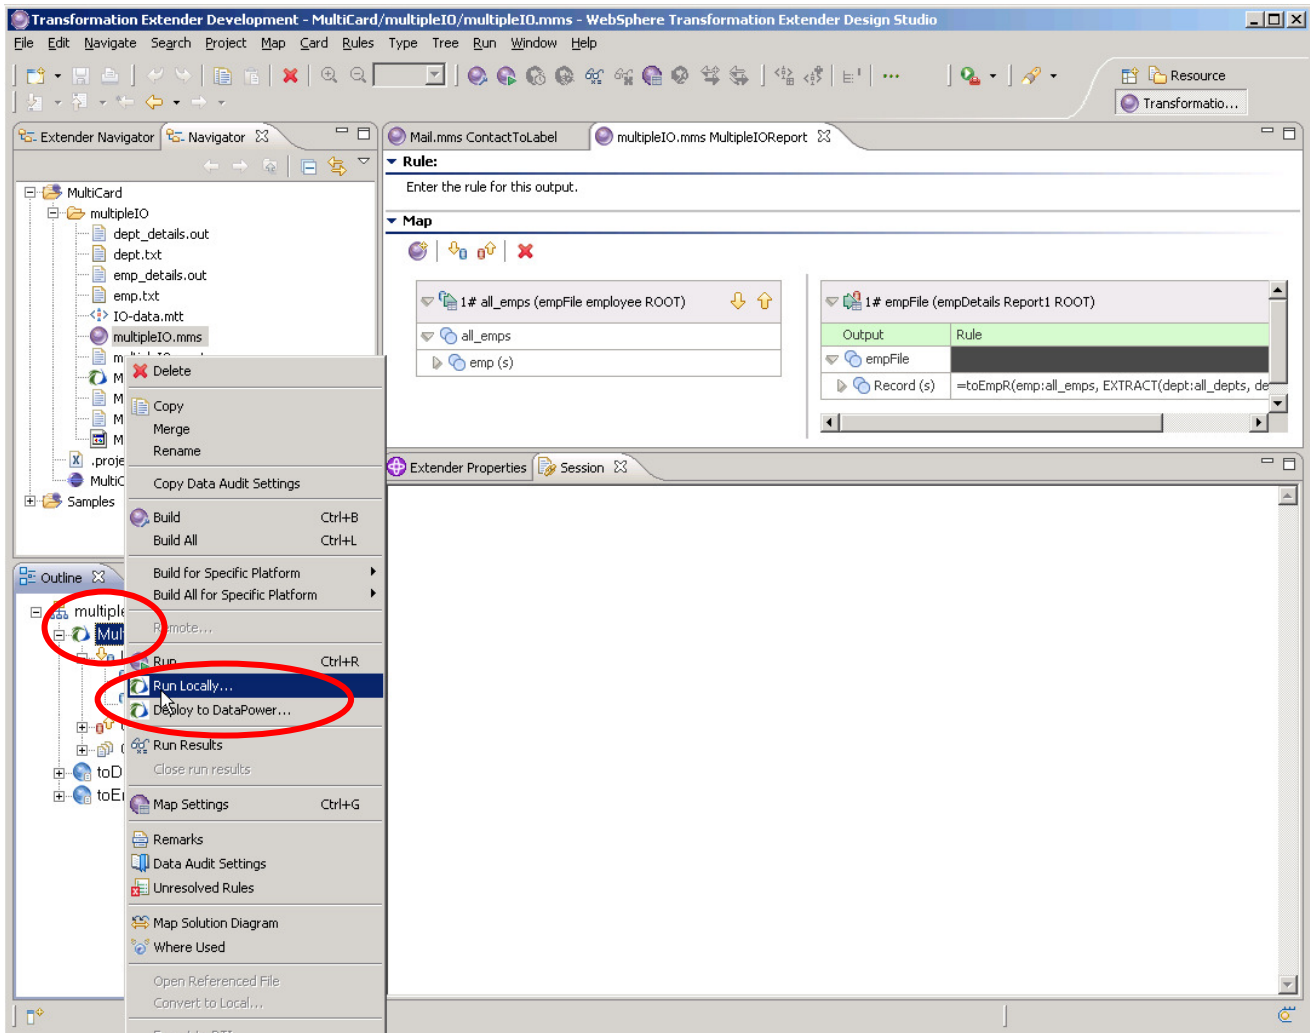 Transformation Extender Development - MultiCard/multipleIO/multipleIO.mms - WebSphere Transformation Extender Design Studio
File Edit Navigate Search Project Map Card Rules Type Tree Run Window Help
Resource
Transformatio...
Extender Navigator
Navigator
MultiCard
multipleIO
dept_details.out
dept.txt
emp_details.out
emp.txt
IO-data.mtt
multipleIO.mms
M
M
M
M
.proje
MultiC
Samples
Mail.mms ContactToLabel
multipleIO.mms MultipleIOReport
Rule:
Enter the rule for this output.
Map
1# all_emps (empFile employee ROOT)
all_emps
emp (s)
1# empFile (empDetails Report1 ROOT)
Output Rule
empFile
Record (s) =toEmpR(emp:all_emps, EXTRACT(dept:all_depts, de
Extender Properties
Session
Outline
multiple
Mul
toD
toE
Delete
Copy
Merge
Rename
Copy Data Audit Settings
Build Ctrl+B
Build All Ctrl+L
Build for Specific Platform
Build All for Specific Platform
Remote...
Run Ctrl+R
Run Locally...
Deploy to DataPower...
Run Results
Close run results
Map Settings Ctrl+G
Remarks
Data Audit Settings
Unresolved Rules
Map Solution Diagram
Where Used
Open Referenced File
Convert to Local...